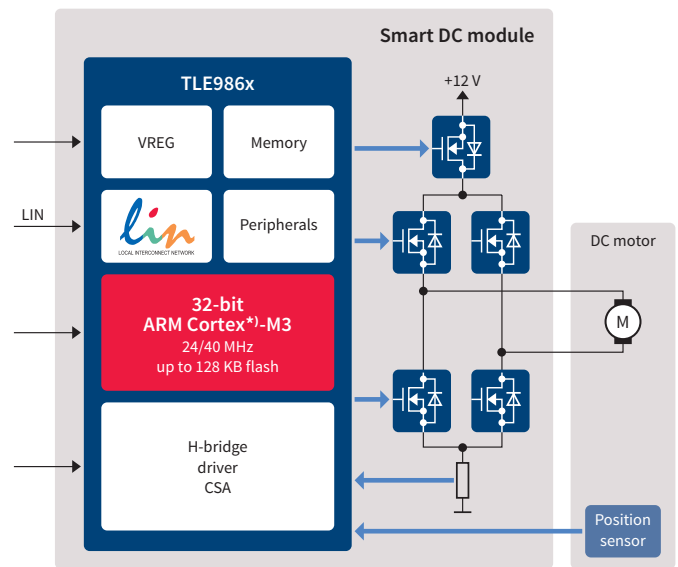 Smart DC module
TLE986x
+12 V
VREG
Memory
LIN
lin
LOCAL INTERCONNECT NETWORK
Peripherals
DC motor
M
32-bit
ARM Cortex*)-M3
24/40 MHz
up to 128 KB flash
H-bridge
driver
CSA
Position
sensor